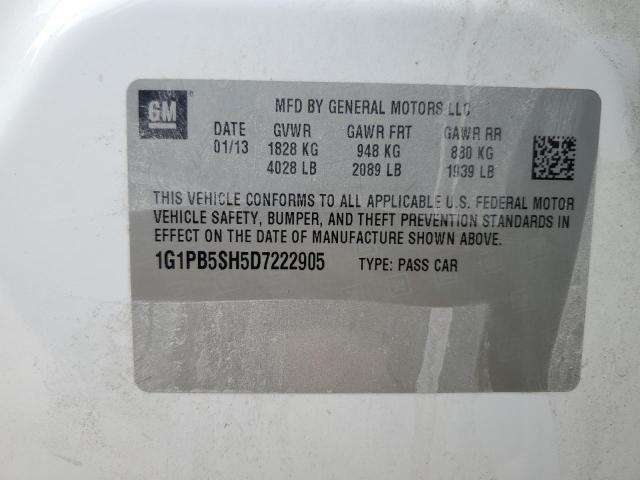 GM ®
MFD BY GENERAL MOTORS LLC
DATE GVWR GAWR FRT GAWR RR
01/13 1828 KG 948 KG 880 KG
4028 LB 2089 LB 1939 LB
THIS VEHICLE CONFORMS TO ALL APPLICABLE U.S. FEDERAL MOTOR
VEHICLE SAFETY, BUMPER, AND THEFT PREVENTION STANDARDS IN
EFFECT ON THE DATE OF MANUFACTURE SHOWN ABOVE.
1G1PB5SH5D7222905 TYPE: PASS CAR